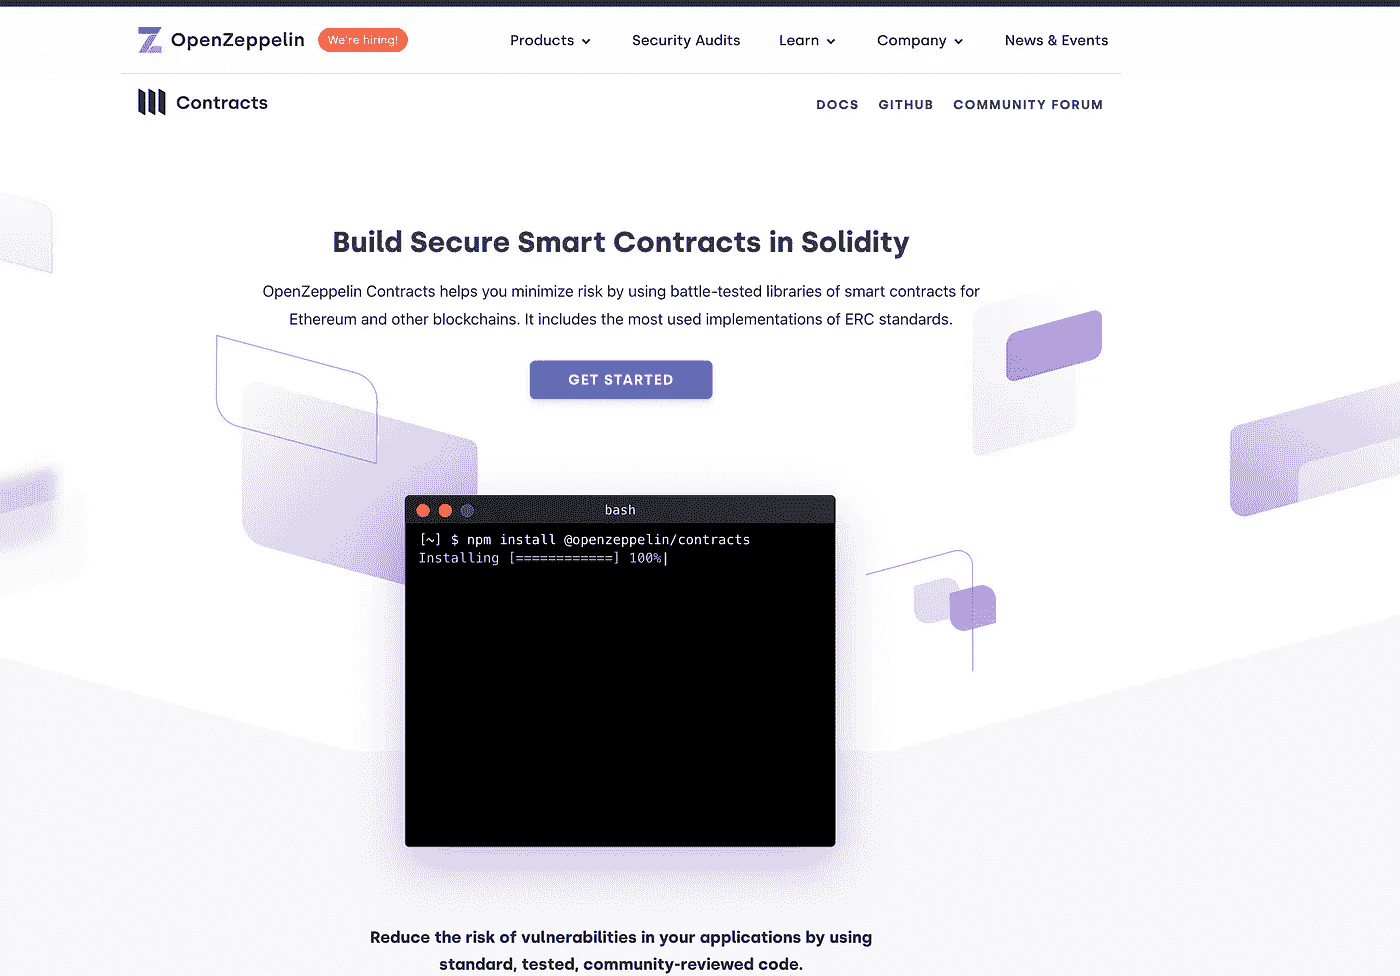 OpenZeppelin We're hiring! Products Security Audits Learn Company News & Events
Contracts DOCS GITHUB COMMUNITY FORUM
Build Secure Smart Contracts in Solidity
OpenZeppelin Contracts helps you minimize risk by using battle-tested libraries of smart contracts for
Ethereum and other blockchains. It includes the most used implementations of ERC standards.
GET STARTED
bash
[~] $ npm install @openzeppelin/contracts
Installing [============] 100%|
Reduce the risk of vulnerabilities in your applications by using
standard, tested, community-reviewed code.